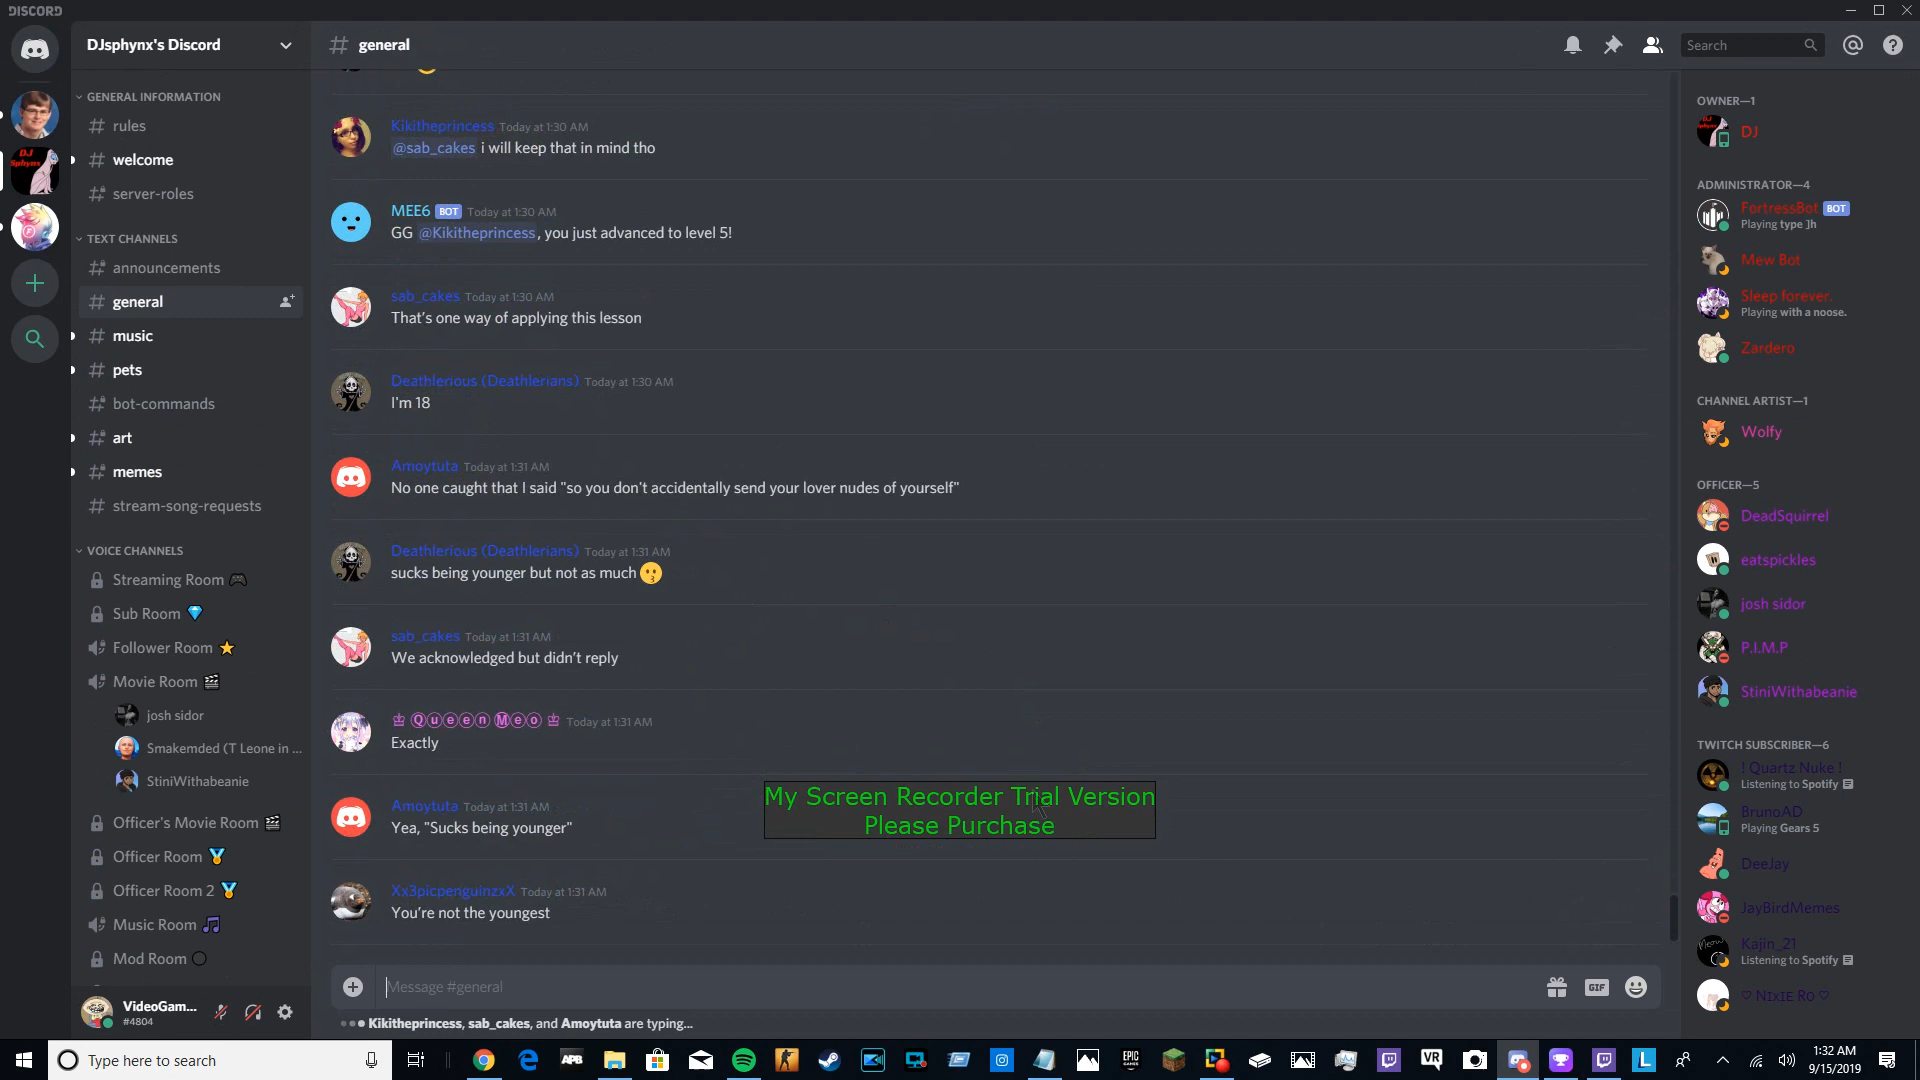 DISCORD
DJsphynx's Discord
general
Search
GENERAL INFORMATION
rules
welcome
server-roles
TEXT CHANNELS
announcements
general
music
pets
bot-commands
art
memes
stream-song-requests
VOICE CHANNELS
Streaming Room
Sub Room
Follower Room
Movie Room
josh sidor
Smakemded (T Leone in ...
StiniWithabeanie
Officer's Movie Room
Officer Room
Officer Room 2
Music Room
Mod Room
VideoGam...
#4804
Kikitheprincess Today at 1:30 AM
@sab_cakes i will keep that in mind tho
MEE6 BOT Today at 1:30 AM
GG @Kikitheprincess, you just advanced to level 5!
sab_cakes Today at 1:30 AM
That's one way of applying this lesson
Deathlerious (Deathlerians) Today at 1:30 AM
I'm 18
Amoytuta Today at 1:31 AM
No one caught that I said "so you don't accidentally send your lover nudes of yourself"
Deathlerious (Deathlerians) Today at 1:31 AM
sucks being younger but not as much
sab_cakes Today at 1:31 AM
We acknowledged but didn't reply
♔ Ⓠⓤⓔⓔⓝ Ⓜⓔⓞ ♔ Today at 1:31 AM
Exactly
Amoytuta Today at 1:31 AM
Yea, "Sucks being younger"
My Screen Recorder Trial Version
Please Purchase
Xx3picpenguinzxX Today at 1:31 AM
You're not the youngest
Message #general
GIF
Kikitheprincess, sab_cakes, and Amoytuta are typing...
OWNER—1
DJ
ADMINISTRATOR—4
FortressBot BOT
Playing type ]h
Mew Bot
Sleep forever.
Playing with a noose.
Zardero
CHANNEL ARTIST—1
Wolfy
OFFICER—5
DeadSquirrel
eatspickles
josh sidor
P.I.M.P
StiniWithabeanie
TWITCH SUBSCRIBER—6
! Quartz Nuke !
Listening to Spotify
BrunoAD
Playing Gears 5
DeeJay
JayBirdMemes
Kajin_21
Listening to Spotify
♡ NIXIE RO ♡
Type here to search
APB
EPIC GAMES
VR
L
1:32 AM
9/15/2019